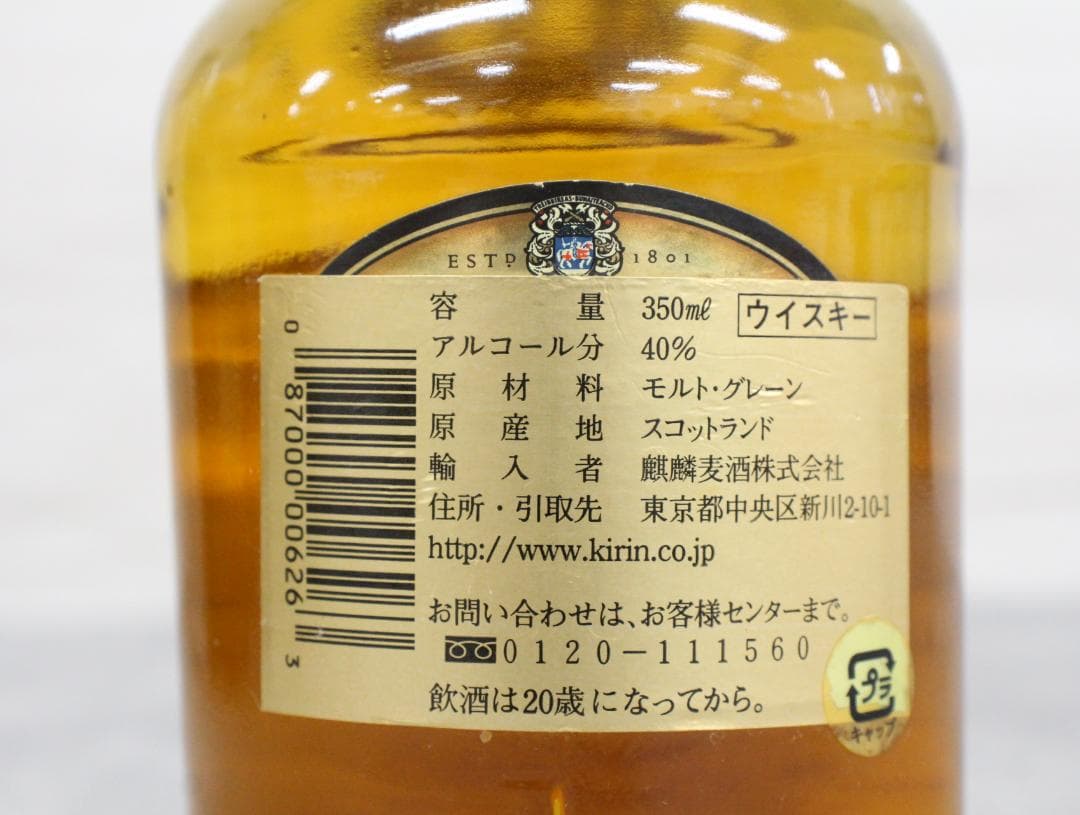 ESTD. 1801
容量 350㎖ ウイスキー
アルコール分 40%
原材料 モルト・グレーン
原産地 スコットランド
輸入者 麒麟麦酒株式会社
住所・引取先 東京都中央区新川2-10-1
http://www.kirin.co.jp
お問い合わせは、お客様センターまで。
0120-111560
飲酒は20歳になってから。
0 87000 00626 3
プラ
キャップ